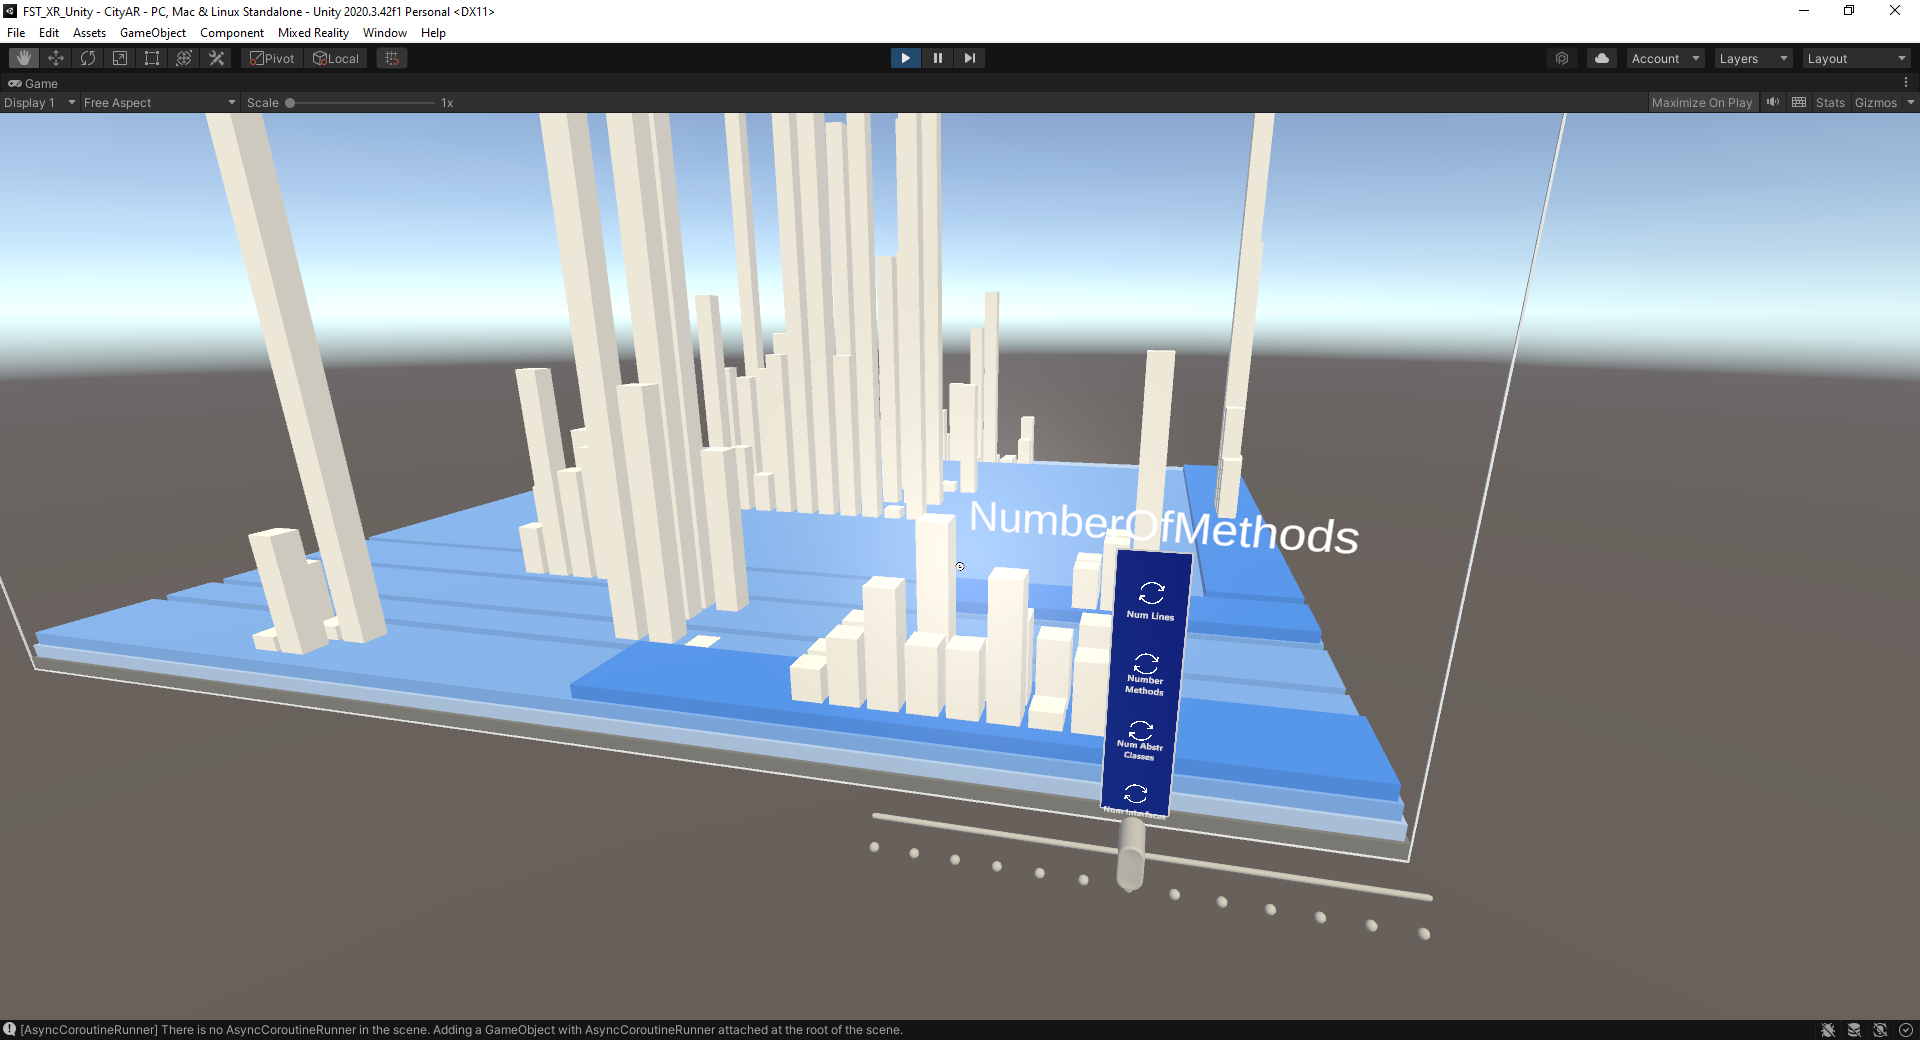 FST_XR_Unity - CityAR - PC, Mac & Linux Standalone - Unity 2020.3.42f1 Personal <DX11>
File Edit Assets GameObject Component Mixed Reality Window Help
Pivot Local Account Layers Layout
Game
Display 1 Free Aspect Scale 1x Maximize On Play Stats Gizmos
NumberOfMethods
Num Lines
Number
Methods
Num Abstr
Classes
Num Interfaces
[AsyncCoroutineRunner] There is no AsyncCoroutineRunner in the scene. Adding a GameObject with AsyncCoroutineRunner attached at the root of the scene.